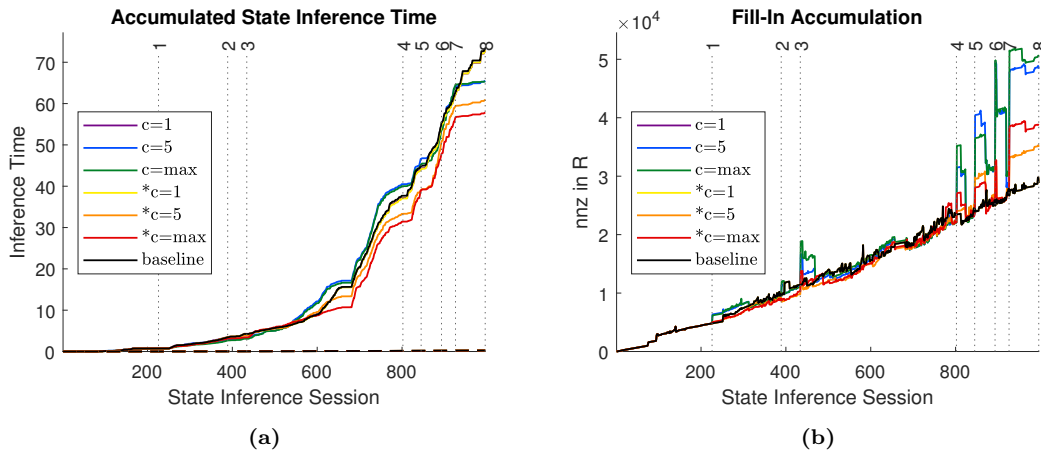 Accumulated State Inference Time
Inference Time
70
60
50
40
30
20
10
0
200
400
600
800
State Inference Session
1
2
3
4
5
6
7
8
c=1
c=5
c=max
*c=1
*c=5
*c=max
baseline
(a)
Fill-In Accumulation
×10⁴
nnz in R
5
4
3
2
1
0
200
400
600
800
State Inference Session
1
2
3
4
5
6
7
8
c=1
c=5
c=max
*c=1
*c=5
*c=max
baseline
(b)